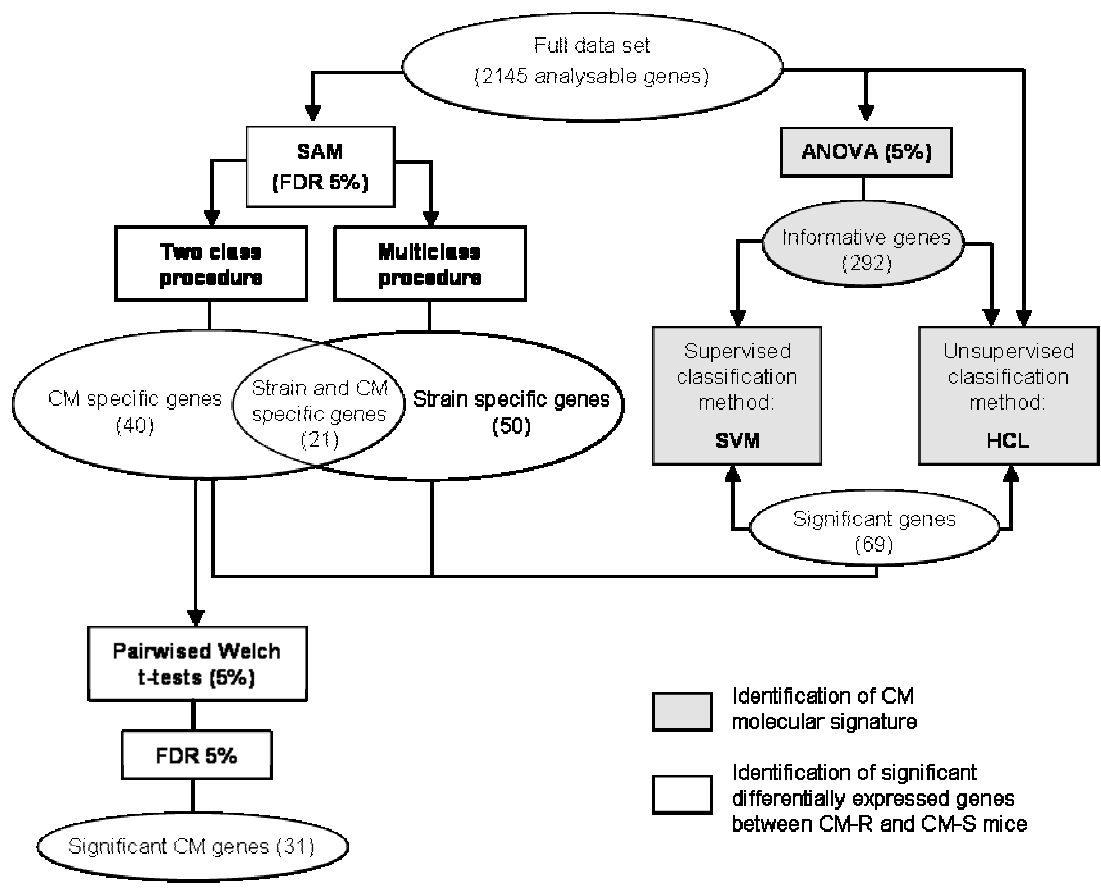 Full data set
(2145 analysable genes)
SAM
(FDR 5%)
ANOVA (5%)
Two class
procedure
Multiclass
procedure
Informative genes
(292)
CM specific genes
(40)
Strain and CM
specific genes
(21)
Strain specific genes
(50)
Supervised
classification
method:
SVM
Unsupervised
classification
method:
HCL
Significant genes
(69)
Pairwised Welch
t-tests (5%)
FDR 5%
Significant CM genes (31)
Identification of CM
molecular signature
Identification of significant
differentially expressed genes
between CM-R and CM-S mice